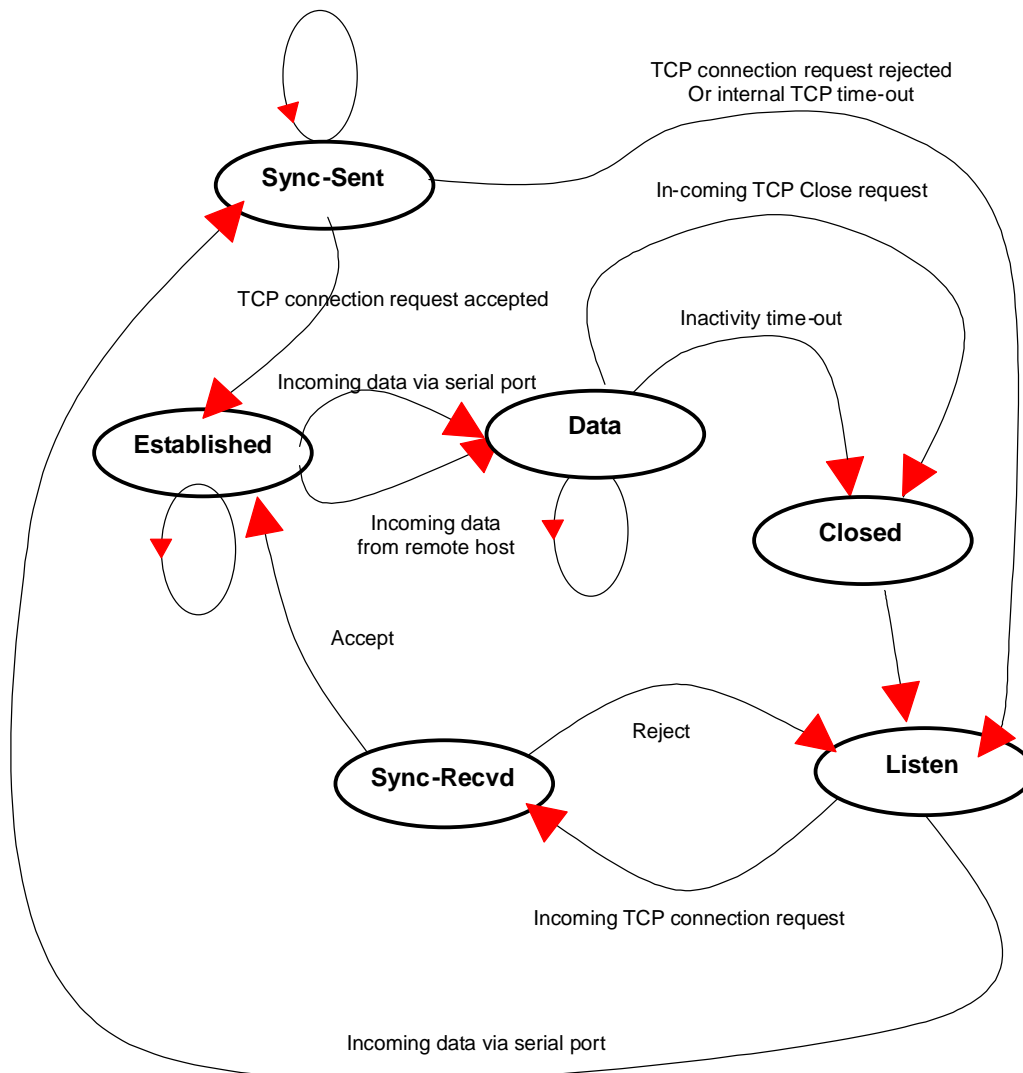 TCP connection request rejected
Or internal TCP time-out
Sync-Sent
In-coming TCP Close request
TCP connection request accepted
Inactivity time-out
Incoming data via serial port
Data
Established
Incoming data
from remote host
Closed
Accept
Reject
Sync-Recvd
Listen
Incoming TCP connection request
Incoming data via serial port